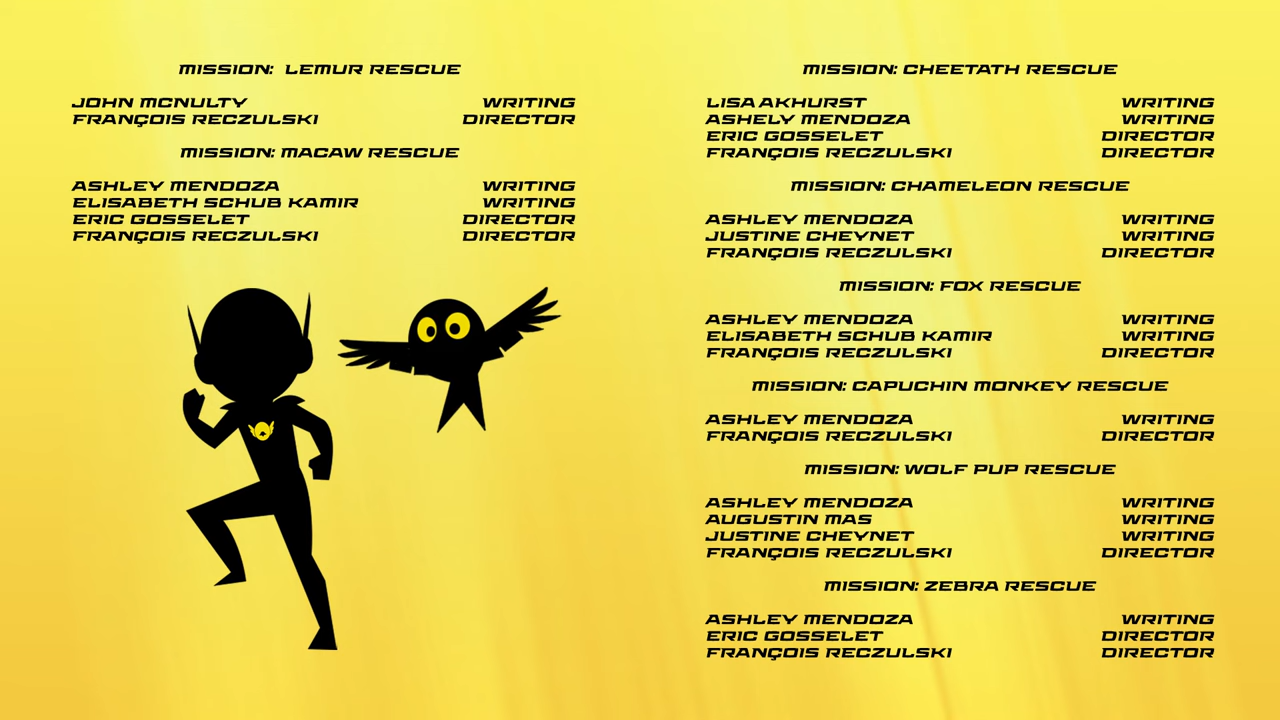 MISSION: LEMUR RESCUE
JOHN MCNULTY WRITING
FRANÇOIS RECZULSKI DIRECTOR
MISSION: MACAW RESCUE
ASHLEY MENDOZA WRITING
ELISABETH SCHUB KAMIR WRITING
ERIC GOSSELET DIRECTOR
FRANÇOIS RECZULSKI DIRECTOR
MISSION: CHEETATH RESCUE
LISA AKHURST WRITING
ASHELY MENDOZA WRITING
ERIC GOSSELET DIRECTOR
FRANÇOIS RECZULSKI DIRECTOR
MISSION: CHAMELEON RESCUE
ASHLEY MENDOZA WRITING
JUSTINE CHEYNET WRITING
FRANÇOIS RECZULSKI DIRECTOR
MISSION: FOX RESCUE
ASHLEY MENDOZA WRITING
ELISABETH SCHUB KAMIR WRITING
FRANÇOIS RECZULSKI DIRECTOR
MISSION: CAPUCHIN MONKEY RESCUE
ASHLEY MENDOZA WRITING
FRANÇOIS RECZULSKI DIRECTOR
MISSION: WOLF PUP RESCUE
ASHLEY MENDOZA WRITING
AUGUSTIN MAS WRITING
JUSTINE CHEYNET WRITING
FRANÇOIS RECZULSKI DIRECTOR
MISSION: ZEBRA RESCUE
ASHLEY MENDOZA WRITING
ERIC GOSSELET DIRECTOR
FRANÇOIS RECZULSKI DIRECTOR